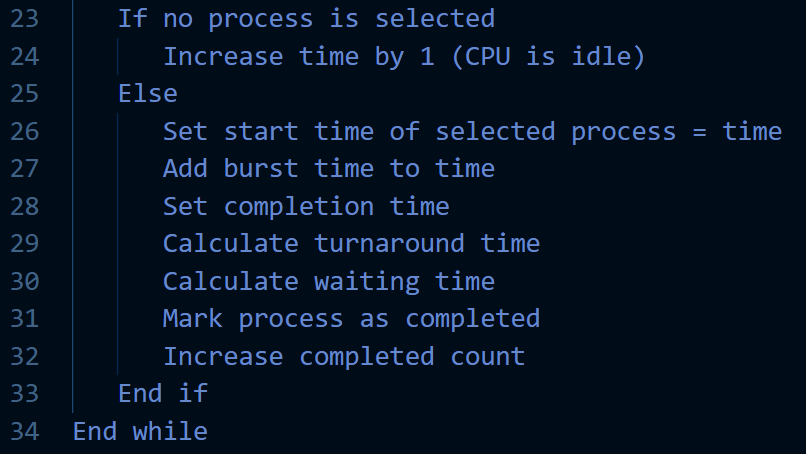 23 If no process is selected
24 Increase time by 1 (CPU is idle)
25 Else
26 Set start time of selected process = time
27 Add burst time to time
28 Set completion time
29 Calculate turnaround time
30 Calculate waiting time
31 Mark process as completed
32 Increase completed count
33 End if
34 End while